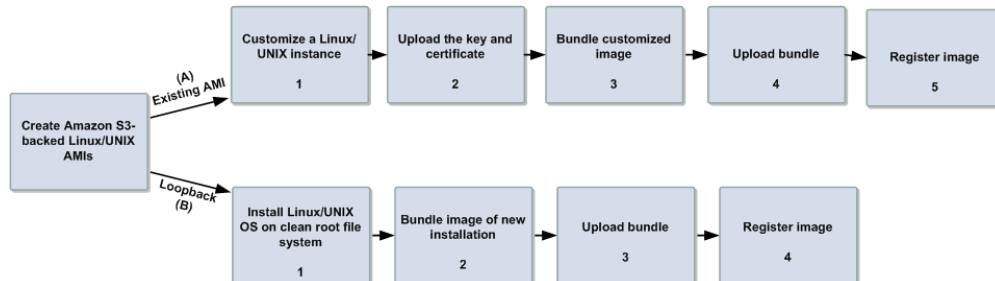 Create Amazon S3-
backed Linux/UNIX
AMIs
(A)
Existing AMI
Customize a Linux/
UNIX instance
1
Upload the key and
certificate
2
Bundle customized
image
3
Upload bundle
4
Register image
5
Loopback
(B)
Install Linux/UNIX
OS on clean root file
system
1
Bundle image of new
installation
2
Upload bundle
3
Register image
4